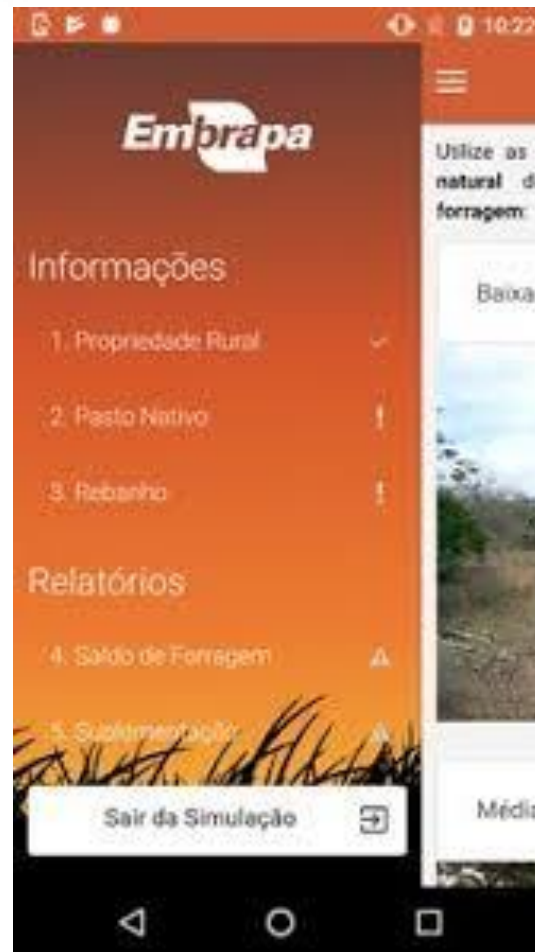 10:22
Embrapa
Utilize as
natural d
forragem:
Informações
Baixa
1. Propriedade Rural
2. Pasto Nativo
3. Rebanho
Relatórios
4. Saldo de Forragem
5. Suplementação
Sair da Simulação
Média